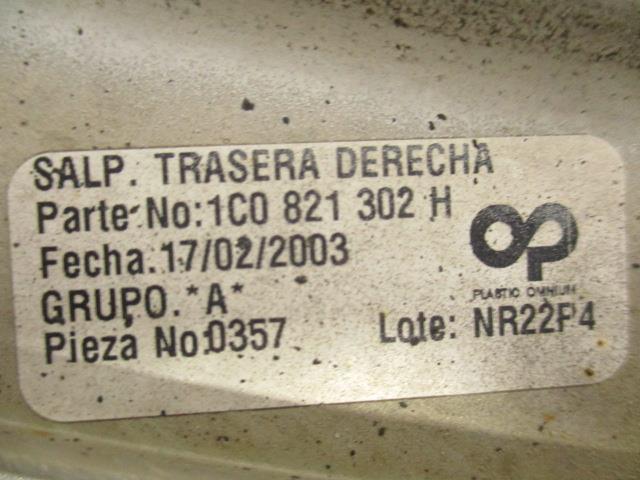 SALP. TRASERA DERECHA
Parte No:1C0 821 302 H
Fecha:17/02/2003
GRUPO. *A*
Pieza No:0357
Lote: NR22P4
OP
PLASTIC OMNIUM